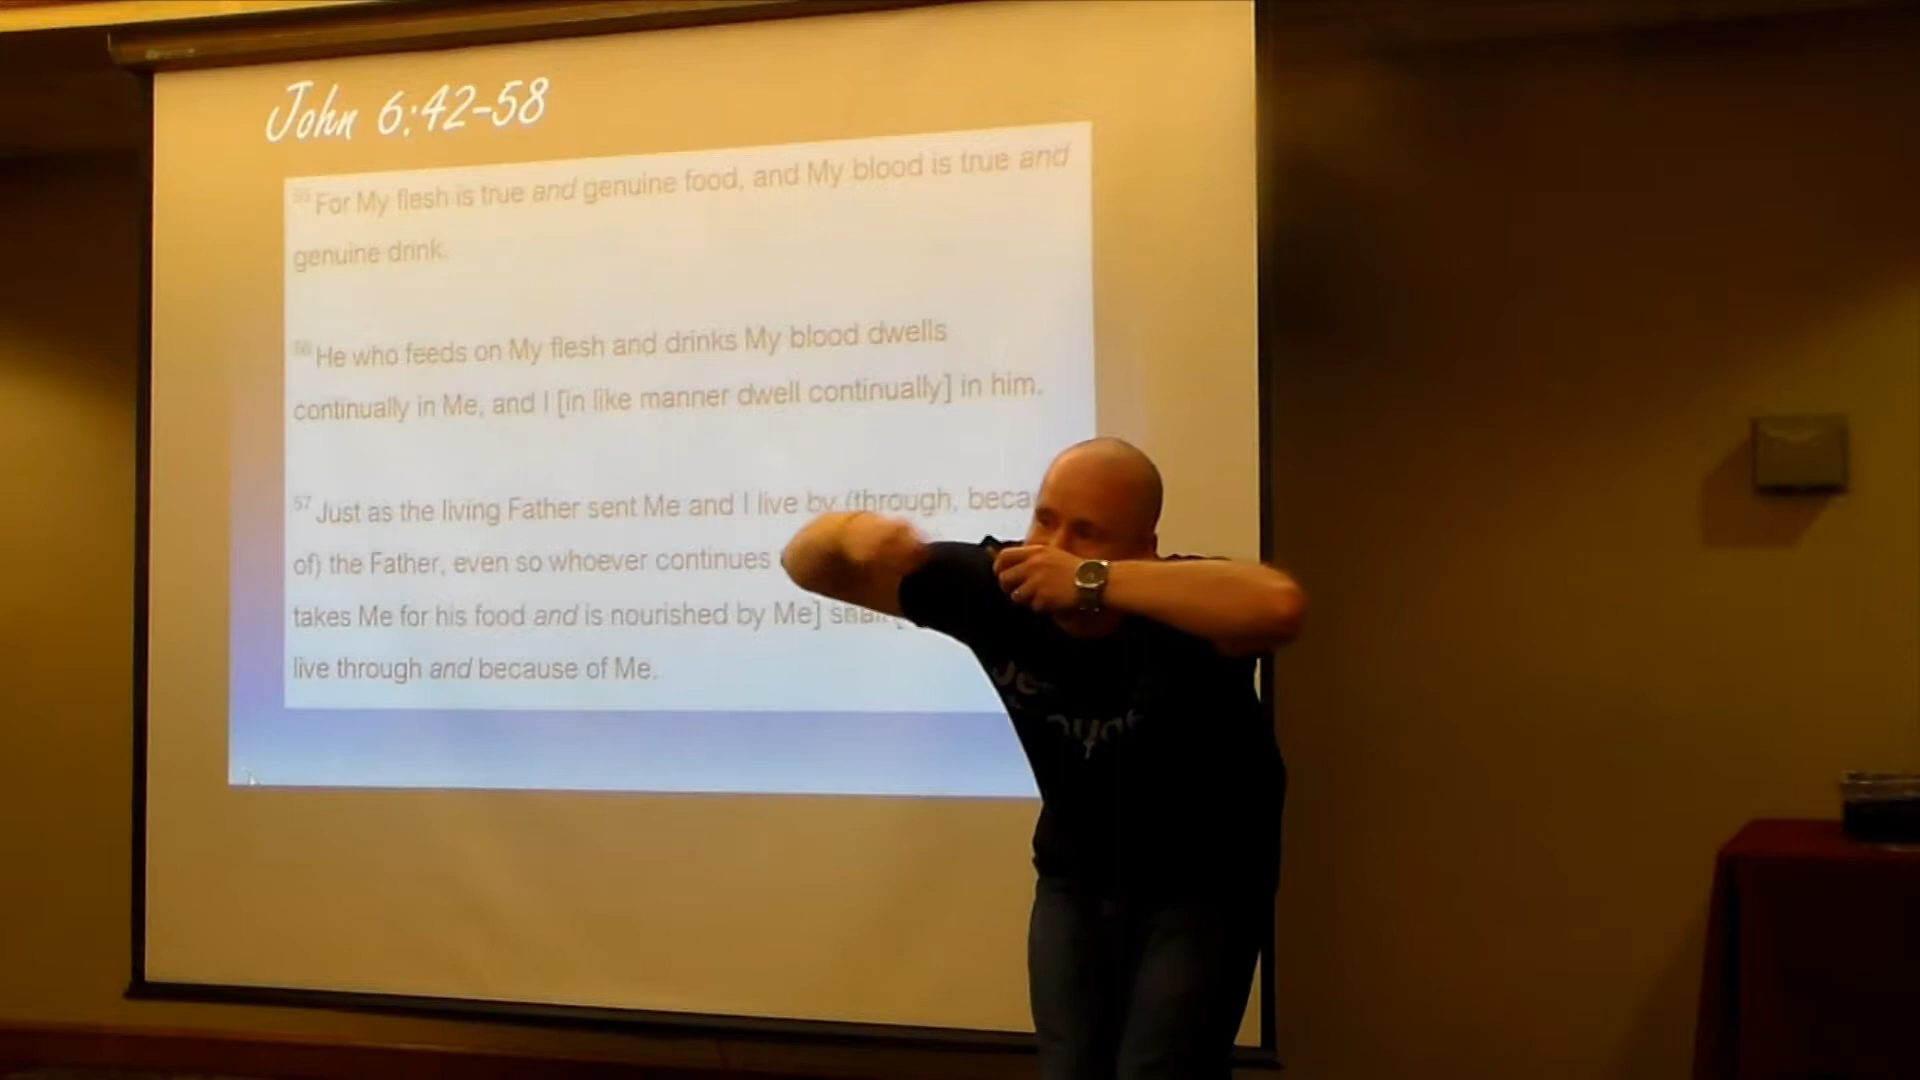 John 6:42-58
55 For My flesh is true and genuine food, and My blood is true and
genuine drink.
56 He who feeds on My flesh and drinks My blood dwells
continually in Me, and I [in like manner dwell continually] in him.
57 Just as the living Father sent Me and I live by (through,
of) the Father, even so whoever continues
takes Me for his food and is nourished by Me]
live through and because of Me.